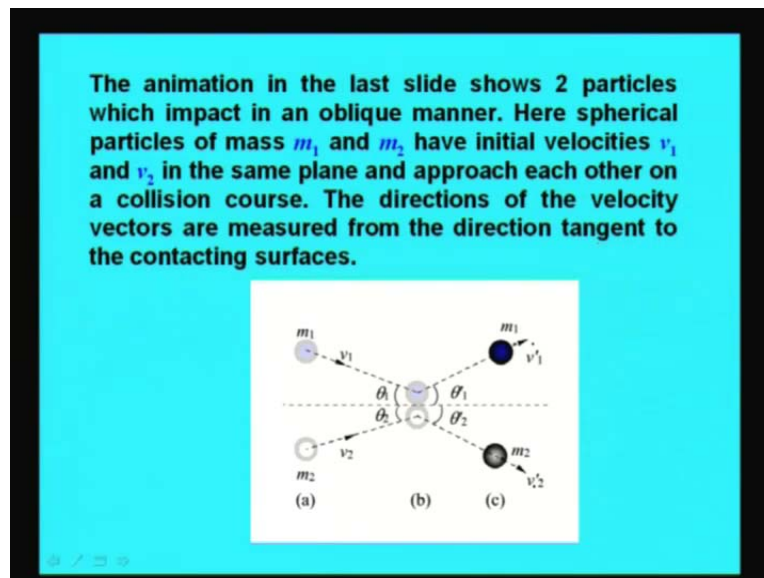 The animation in the last slide shows 2 particles
which impact in an oblique manner. Here spherical
particles of mass m₁ and m₂ have initial velocities v₁
and v₂ in the same plane and approach each other on
a collision course. The directions of the velocity
vectors are measured from the direction tangent to
the contacting surfaces.
m₁ m₁
v₁ v'₁
θ₁ θ'₁
θ₂ θ'₂
v₂ m₂
m₂ v'₂
(a) (b) (c)